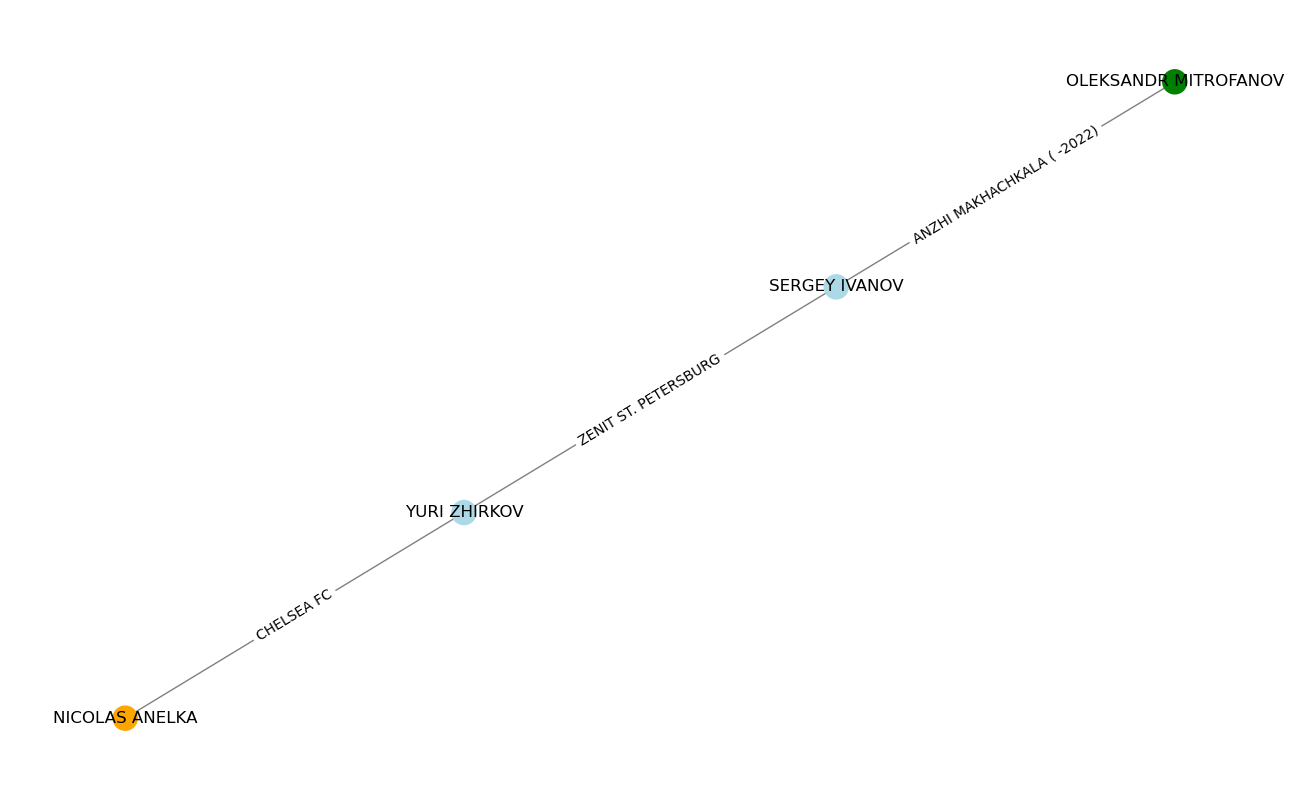 OLEKSANDR MITROFANOV
ANZHI MAKHACHKALA ( -2022)
SERGEY IVANOV
ZENIT ST. PETERSBURG
YURI ZHIRKOV
CHELSEA FC
NICOLAS ANELKA